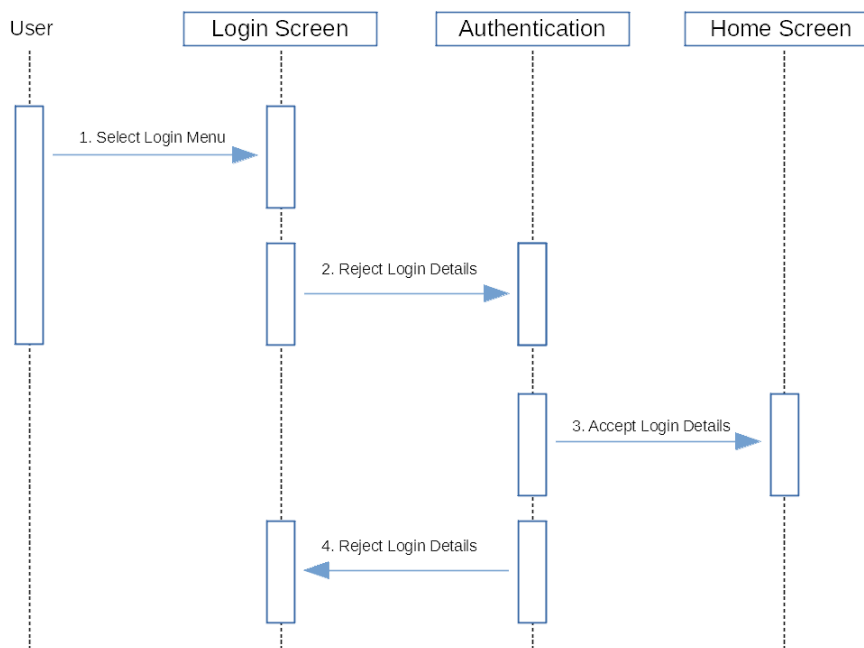 User
Login Screen
Authentication
Home Screen
1. Select Login Menu
2. Reject Login Details
3. Accept Login Details
4. Reject Login Details